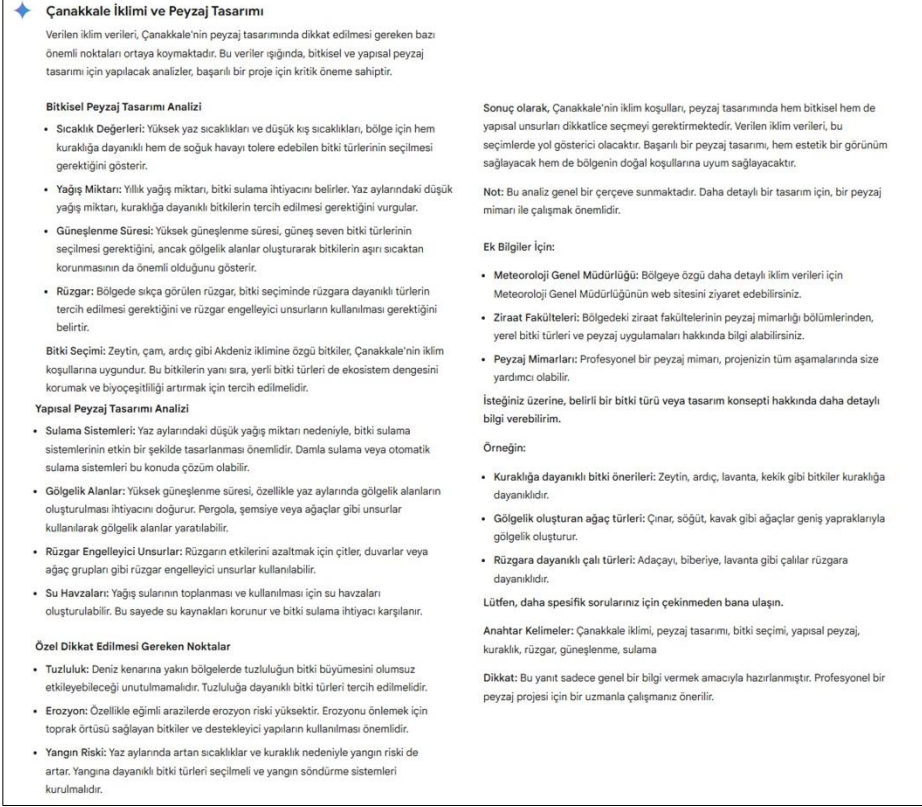 Çanakkale İklimi ve Peyzaj Tasarımı
Verilen iklim verileri, Çanakkale'nin peyzaj tasarımında dikkat edilmesi gereken bazı
önemli noktaları ortaya koymaktadır. Bu veriler ışığında, bitkisel ve yapısal peyzaj
tasarımı için yapılacak analizler, başarılı bir proje için kritik öneme sahiptir.
Bitkisel Peyzaj Tasarımı Analizi
• Sıcaklık Değerleri: Yüksek yaz sıcaklıkları ve düşük kış sıcaklıkları, bölge için hem
kuraklığa dayanıklı hem de soğuk havayı tolere edebilen bitki türlerinin seçilmesi
gerektiğini gösterir.
• Yağış Miktarı: Yıllık yağış miktarı, bitki sulama ihtiyacını belirler. Yaz aylarındaki düşük
yağış miktarı, kuraklığa dayanıklı bitkilerin tercih edilmesi gerektiğini vurgular.
• Güneşlenme Süresi: Yüksek güneşlenme süresi, güneş seven bitki türlerinin
seçilmesi gerektiğini, ancak gölgelik alanlar oluşturarak bitkilerin aşırı sıcaktan
korunmasının da önemli olduğunu gösterir.
• Rüzgar: Bölgede sıkça görülen rüzgar, bitki seçiminde rüzgara dayanıklı türlerin
tercih edilmesi gerektiğini ve rüzgar engelleyici unsurların kullanılması gerektiğini
belirtir.
Bitki Seçimi: Zeytin, çam, ardıç gibi Akdeniz iklimine özgü bitkiler, Çanakkale'nin iklim
koşullarına uygundur. Bu bitkilerin yanı sıra, yerli bitki türleri de ekosistem dengesini
korumak ve biyoçeşitliliği artırmak için tercih edilmelidir.
Yapısal Peyzaj Tasarımı Analizi
• Sulama Sistemleri: Yaz aylarındaki düşük yağış miktarı nedeniyle, bitki sulama
sistemlerinin etkin bir şekilde tasarlanması önemlidir. Damla sulama veya otomatik
sulama sistemleri bu konuda çözüm olabilir.
• Gölgelik Alanlar: Yüksek güneşlenme süresi, özellikle yaz aylarında gölgelik alanların
oluşturulması ihtiyacını doğurur. Pergola, şemsiye veya ağaçlar gibi unsurlar
kullanılarak gölgelik alanlar yaratılabilir.
• Rüzgar Engelleyici Unsurlar: Rüzgarın etkilerini azaltmak için çitler, duvarlar veya
ağaç grupları gibi rüzgar engelleyici unsurlar kullanılabilir.
• Su Havzaları: Yağış sularının toplanması ve kullanılması için su havzaları
oluşturulabilir. Bu sayede su kaynakları korunur ve bitki sulama ihtiyacı karşılanır.
Özel Dikkat Edilmesi Gereken Noktalar
• Tuzluluk: Deniz kenarına yakın bölgelerde tuzluluğun bitki büyümesini olumsuz
etkileyebileceği unutulmamalıdır. Tuzluluğa dayanıklı bitki türleri tercih edilmelidir.
• Erozyon: Özellikle eğimli arazilerde erozyon riski yüksektir. Erozyonu önlemek için
toprak örtüsü sağlayan bitkiler ve destekleyici yapıların kullanılması önemlidir.
• Yangın Riski: Yaz aylarında artan sıcaklıklar ve kuraklık nedeniyle yangın riski de
artar. Yangına dayanıklı bitki türleri seçilmeli ve yangın söndürme sistemleri
kurulmalıdır.
Sonuç olarak, Çanakkale'nin iklim koşulları, peyzaj tasarımında hem bitkisel hem de
yapısal unsurları dikkatlice seçmeyi gerektirmektedir. Verilen iklim verileri, bu
seçimlerde yol gösterici olacaktır. Başarılı bir peyzaj tasarımı, hem estetik bir görünüm
sağlayacak hem de bölgenin doğal koşullarına uyum sağlayacaktır.
Not: Bu analiz genel bir çerçeve sunmaktadır. Daha detaylı bir tasarım için, bir peyzaj
mimarı ile çalışmak önemlidir.
Ek Bilgiler İçin:
• Meteoroloji Genel Müdürlüğü: Bölgeye özgü daha detaylı iklim verileri için
Meteoroloji Genel Müdürlüğünün web sitesini ziyaret edebilirsiniz.
• Ziraat Fakülteleri: Bölgedeki ziraat fakültelerinin peyzaj mimarlığı bölümlerinden,
yerel bitki türleri ve peyzaj uygulamaları hakkında bilgi alabilirsiniz.
• Peyzaj Mimarları: Profesyonel bir peyzaj mimarı, projenizin tüm aşamalarında size
yardımcı olabilir.
İsteğiniz üzerine, belirli bir bitki türü veya tasarım konsepti hakkında daha detaylı
bilgi verebilirim.
Örneğin:
• Kuraklığa dayanıklı bitki önerileri: Zeytin, ardıç, lavanta, kekik gibi bitkiler kuraklığa
dayanıklıdır.
• Gölgelik oluşturan ağaç türleri: Çınar, söğüt, kavak gibi ağaçlar geniş yapraklarıyla
gölgelik oluşturur.
• Rüzgara dayanıklı çalı türleri: Adaçayı, biberiye, lavanta gibi çalılar rüzgara
dayanıklıdır.
Lütfen, daha spesifik sorularınız için çekinmeden bana ulaşın.
Anahtar Kelimeler: Çanakkale iklimi, peyzaj tasarımı, bitki seçimi, yapısal peyzaj,
kuraklık, rüzgar, güneşlenme, sulama
Dikkat: Bu yanıt sadece genel bir bilgi vermek amacıyla hazırlanmıştır. Profesyonel bir
peyzaj projesi için bir uzmanla çalışmanız önerilir.